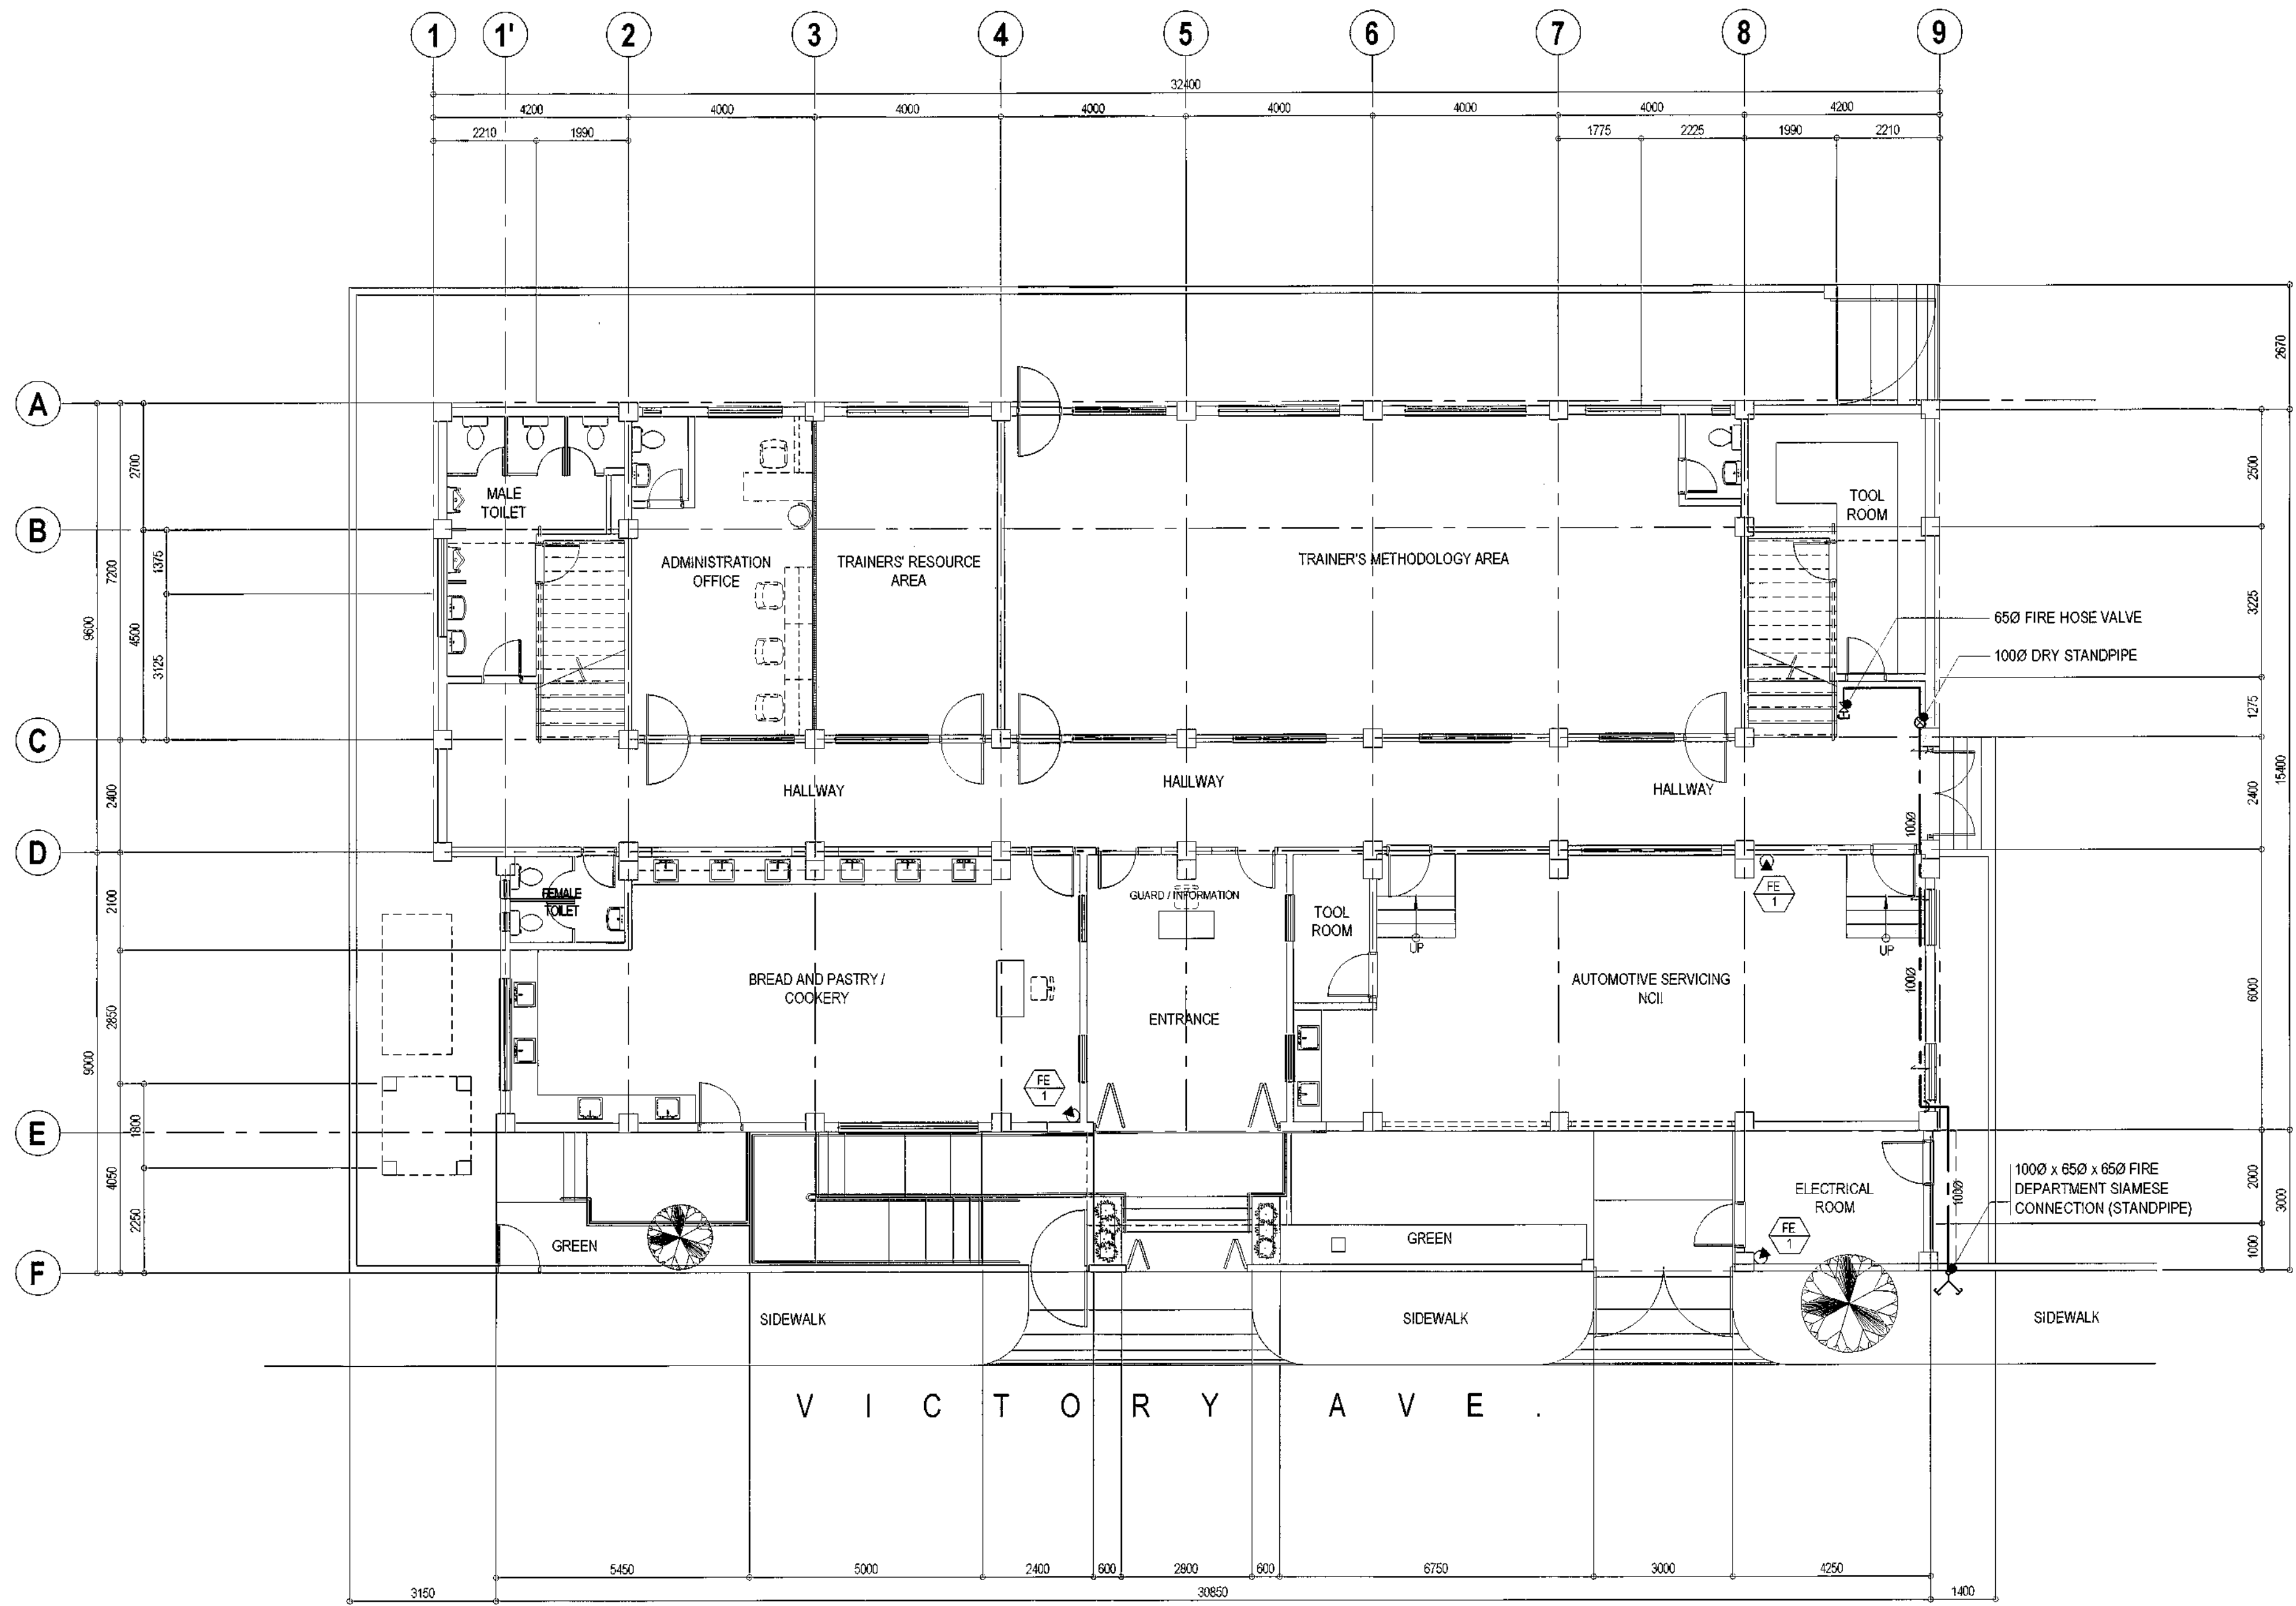 1 1' 2 3 4 5 6 7 8 9
32400
4200 4000 4000 4000 4000 4000 4000 4200
2210 1990 1775 2225 1990 2210
2670
A
2700
2500
MALE
TOILET
TOOL
ROOM
B
1375
7200
ADMINISTRATION
OFFICE
TRAINERS' RESOURCE
AREA
TRAINER'S METHODOLOGY AREA
3225
9600
4500
3125
65Ø FIRE HOSE VALVE
100Ø DRY STANDPIPE
1275
C
15400
HALLWAY
HALLWAY
HALLWAY
2400
2400
100Ø
D
2100
FEMALE
TOILET
GUARD / INFORMATION
FE
1
TOOL
ROOM
UP
UP
BREAD AND PASTRY /
COOKERY
AUTOMOTIVE SERVICING
NCII
100Ø
6000
2850
ENTRANCE
9000
FE
1
E
1800
4050
2250
100Ø
100Ø x 65Ø x 65Ø FIRE
DEPARTMENT SIAMESE
CONNECTION (STANDPIPE)
ELECTRICAL
ROOM
2000
3000
1000
GREEN
GREEN
FE
1
F
SIDEWALK
SIDEWALK
SIDEWALK
VICTORY AVE.
5450 5000 2400 600 2800 600 6750 3000 4250
3150 30850 1400